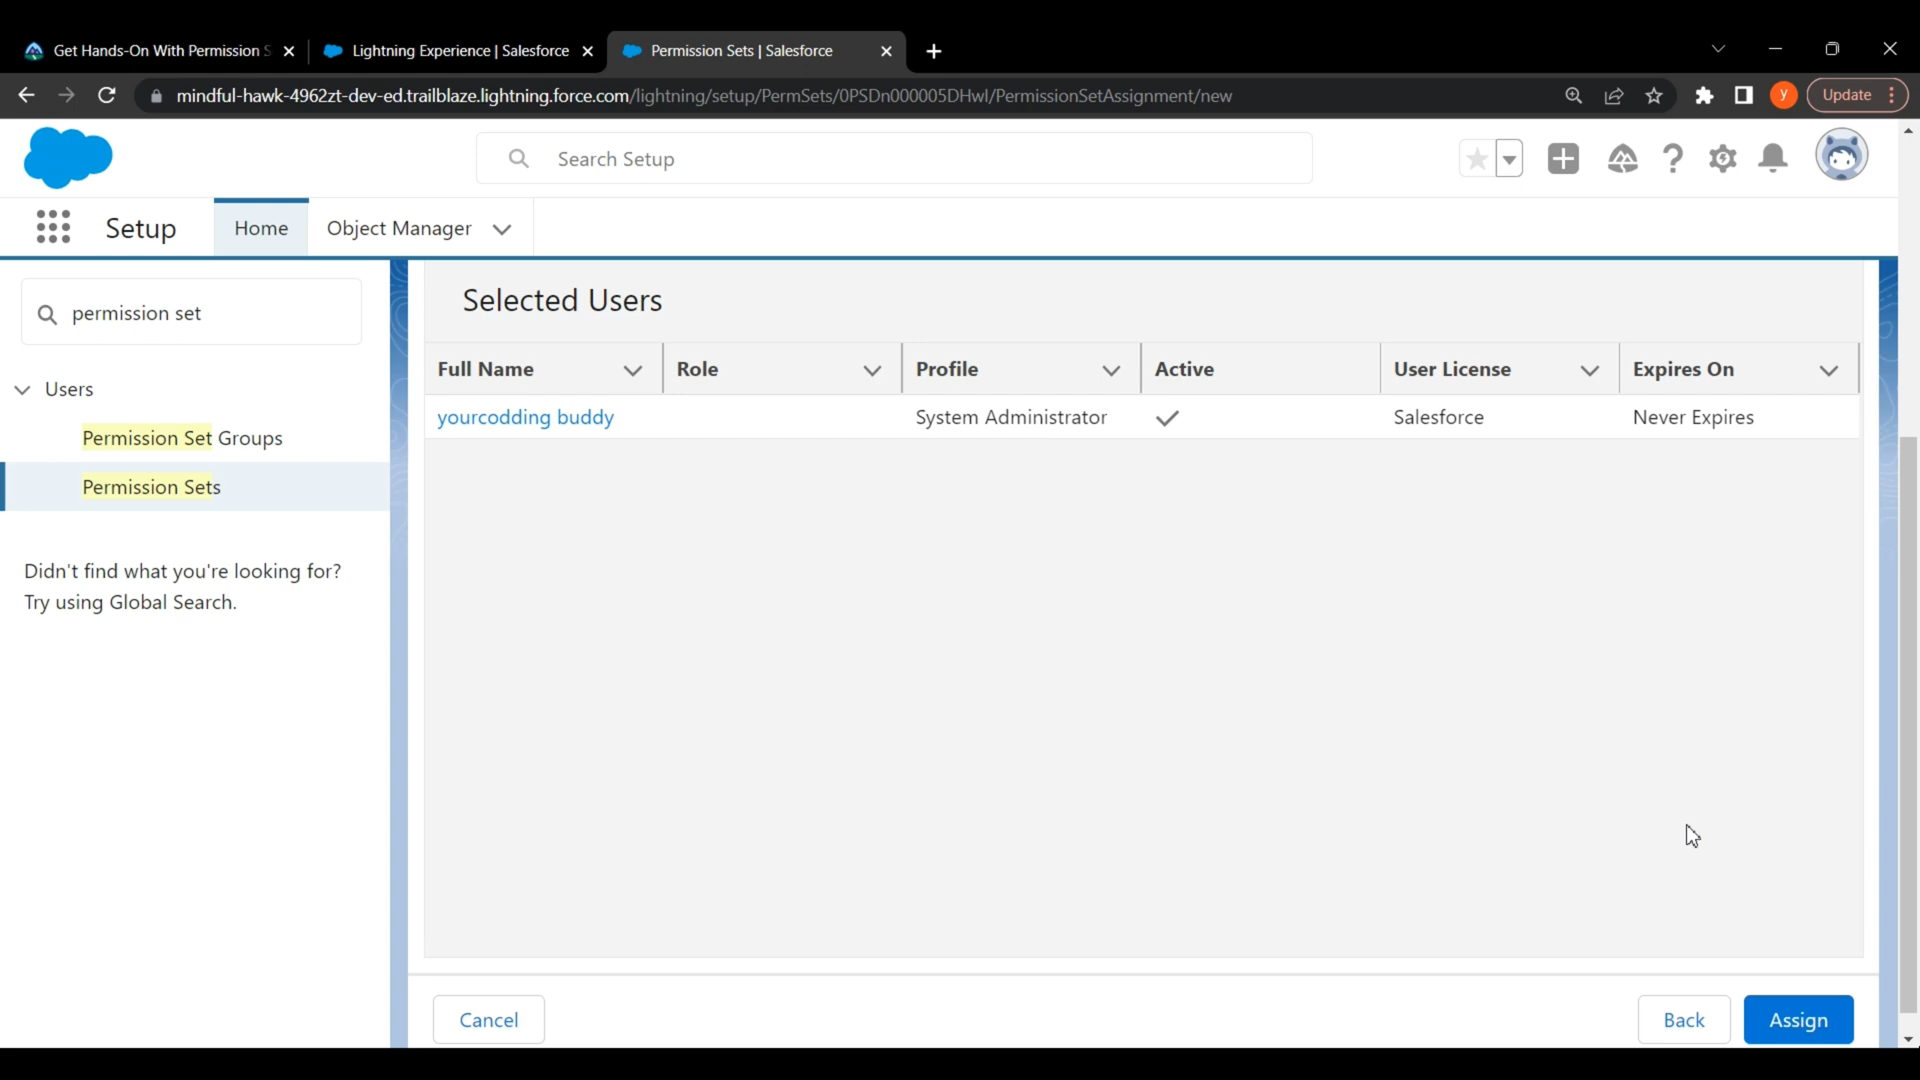 Get Hands-On With Permission S
Lightning Experience | Salesforce
Permission Sets | Salesforce
mindful-hawk-4962zt-dev-ed.trailblaze.lightning.force.com/lightning/setup/PermSets/0PSDn000005DHwI/PermissionSetAssignment/new
y
Update
Search Setup
Setup
Home
Object Manager
permission set
Users
Permission Set Groups
Permission Sets
Didn't find what you're looking for?
Try using Global Search.
Selected Users
Full Name Role Profile Active User License Expires On
yourcodding buddy System Administrator Salesforce Never Expires
Cancel
Back
Assign